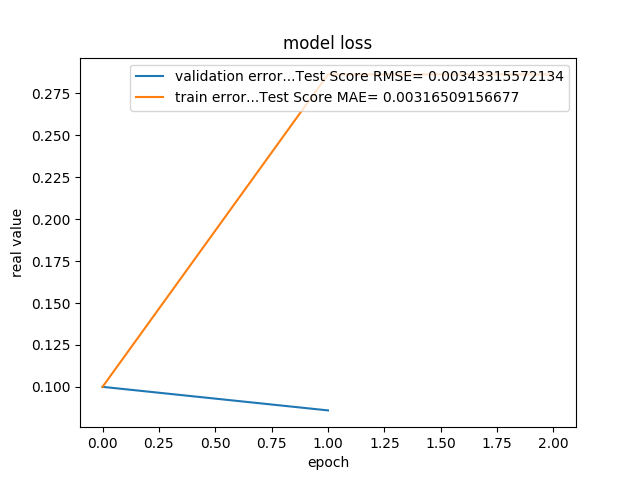 model loss
validation error...Test Score RMSE= 0.00343315572134
train error...Test Score MAE= 0.00316509156677
real value
0.275
0.250
0.225
0.200
0.175
0.150
0.125
0.100
0.00 0.25 0.50 0.75 1.00 1.25 1.50 1.75 2.00
epoch